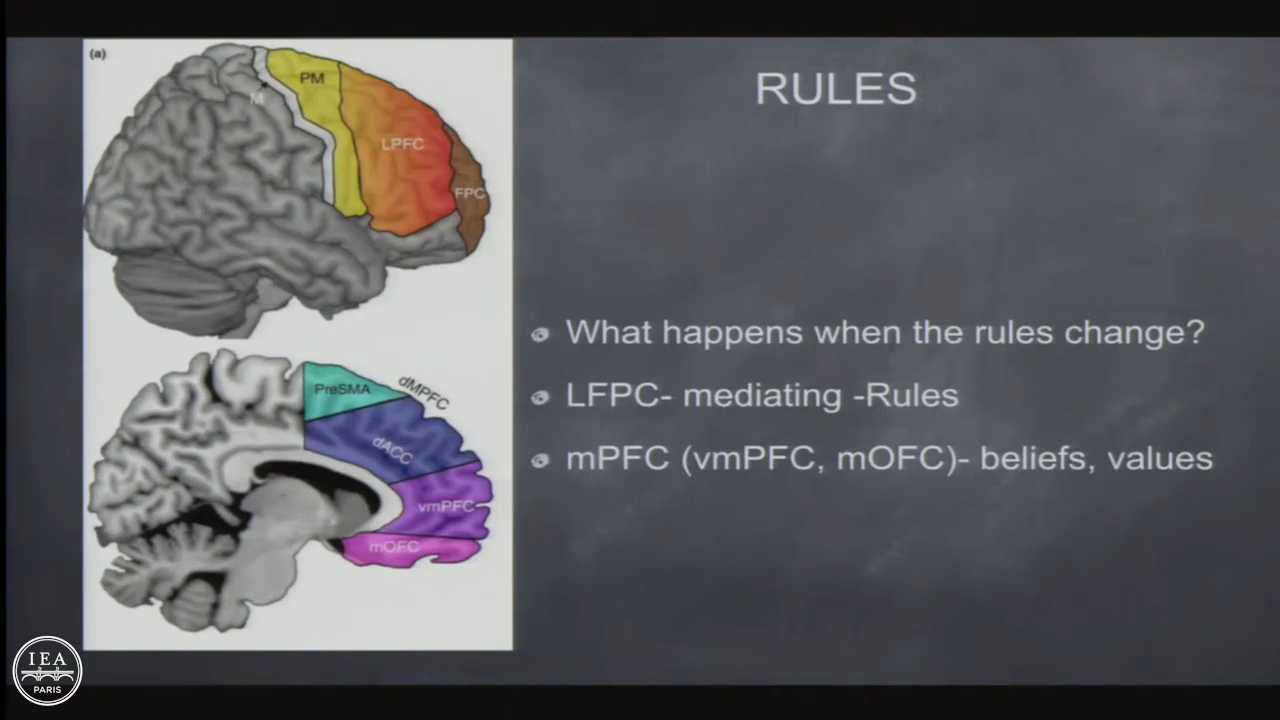 (a)
PM
M
LPFC
FPC
PreSMA
dMPFC
dACC
vmPFC
mOFC
RULES
What happens when the rules change?
LFPC- mediating -Rules
mPFC (vmPFC, mOFC)- beliefs, values
IEA
PARIS